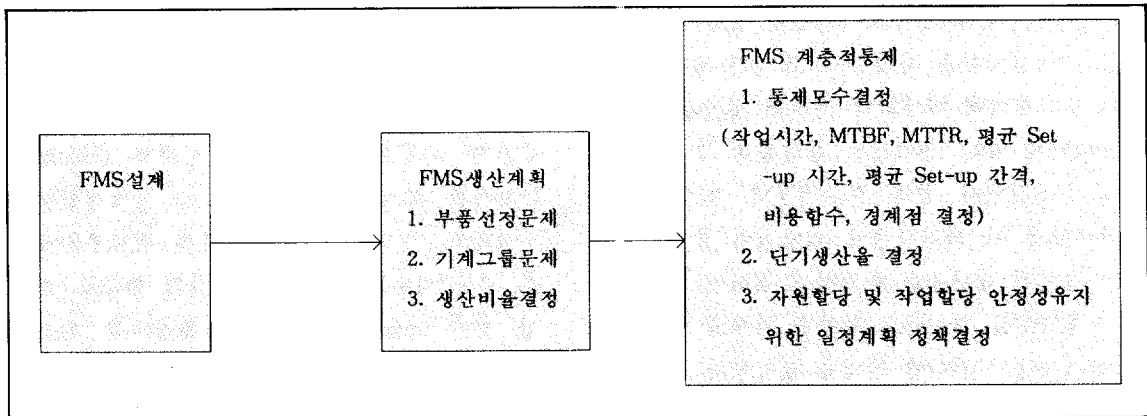 FMS설계
FMS생산계획
1. 부품선정문제
2. 기계그룹문제
3. 생산비율결정
FMS 계층적통제
1. 통제모수결정
(작업시간, MTBF, MTTR, 평균 Set
-up 시간, 평균 Set-up 간격,
비용함수, 경계점 결정)
2. 단기생산율 결정
3. 자원할당 및 작업할당 안정성유지
위한 일정계획 정책결정